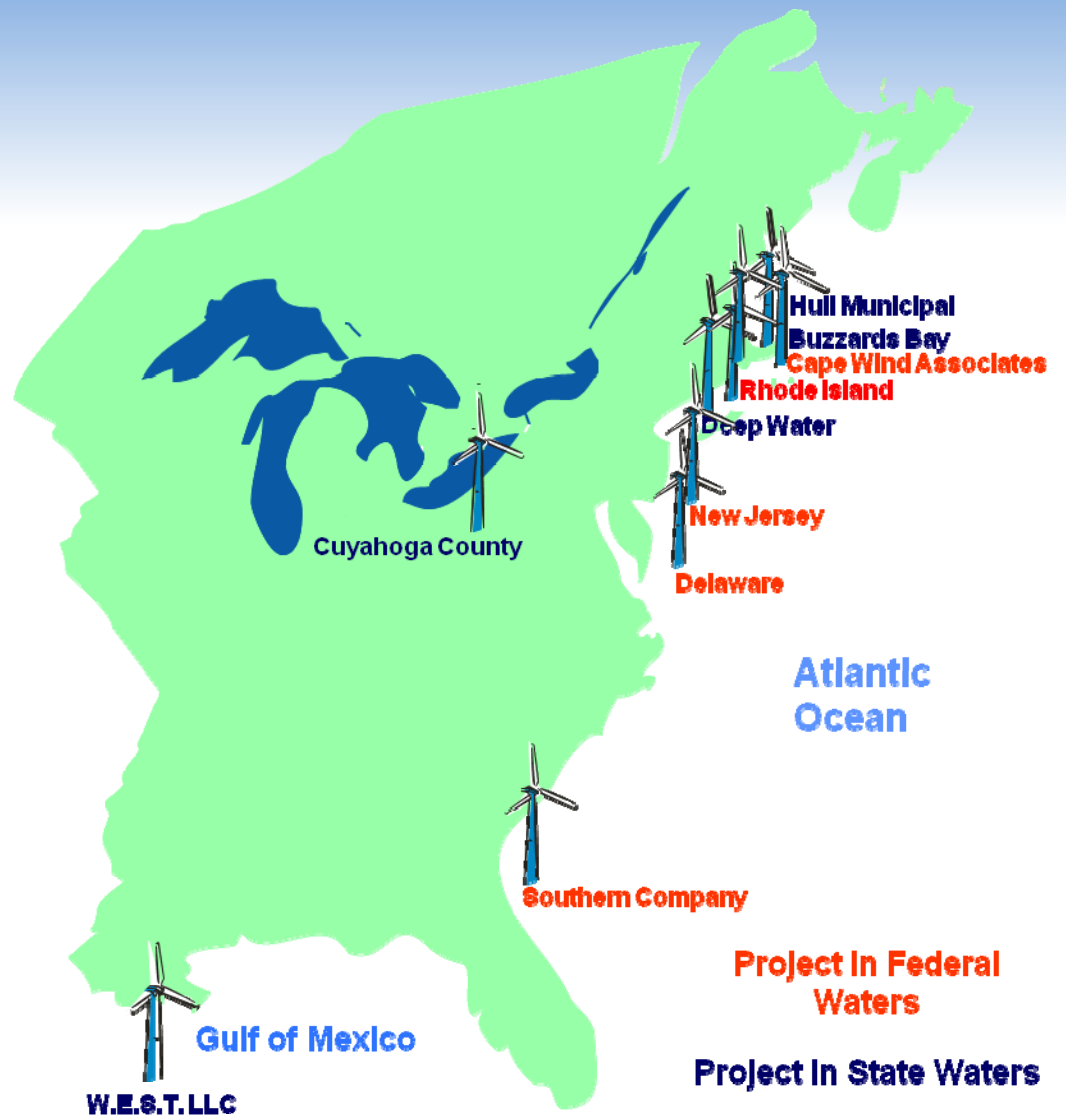 Hull Municipal
Buzzards Bay
Cape Wind Associates
Rhode Island
Deep Water
New Jersey
Cuyahoga County
Delaware
Atlantic
Ocean
Southern Company
Project in Federal
Waters
Gulf of Mexico
Project in State Waters
W.E.S.T. LLC